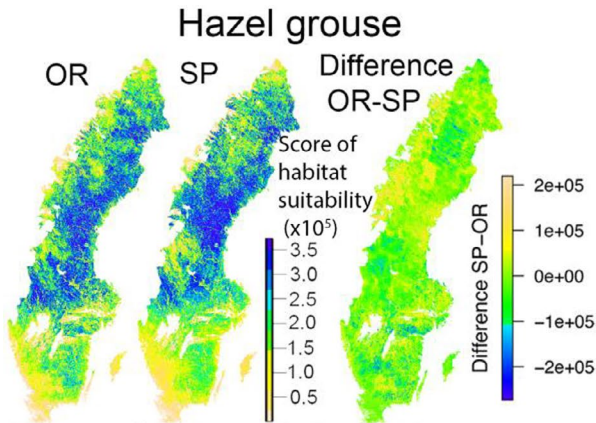 Hazel grouse
OR
SP
Difference
OR-SP
Score of
habitat
suitability
(x10⁵)
3.5
3.0
2.5
2.0
1.5
1.0
0.5
Difference SP-OR
2e+05
1e+05
0e+00
-1e+05
-2e+05